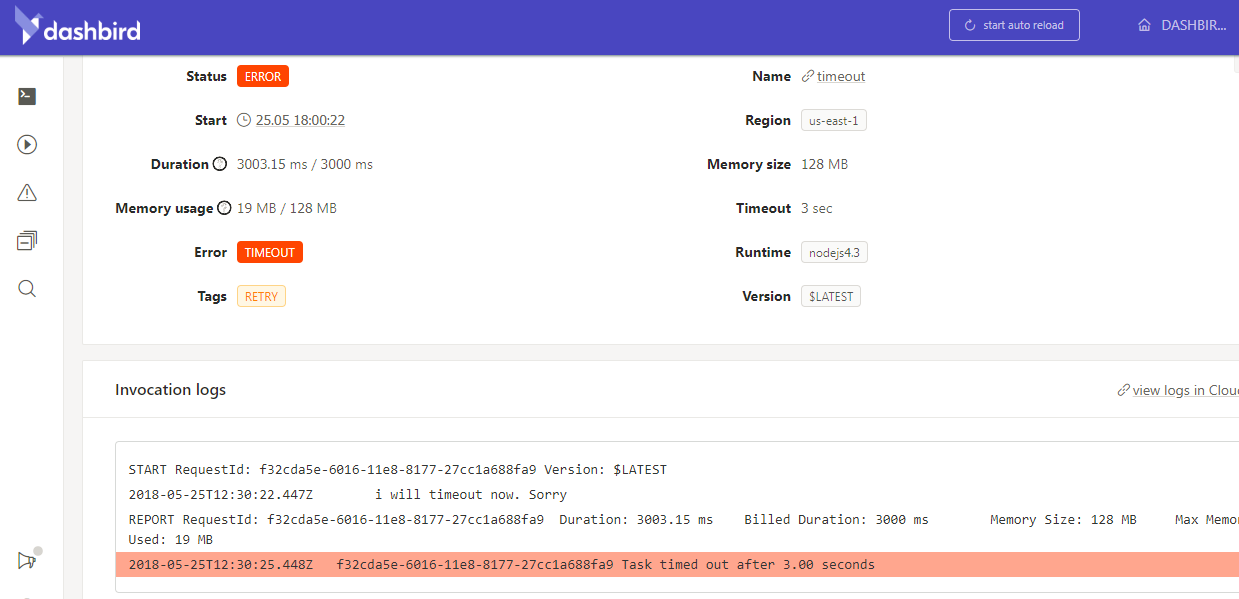 dashbird
start auto reload
DASHBIR...
Status ERROR
Name timeout
Start 25.05 18:00:22
Region us-east-1
Duration 3003.15 ms / 3000 ms
Memory size 128 MB
Memory usage 19 MB / 128 MB
Timeout 3 sec
Error TIMEOUT
Runtime nodejs4.3
Tags RETRY
Version $LATEST
Invocation logs
view logs in Clou
START RequestId: f32cda5e-6016-11e8-8177-27cc1a688fa9 Version: $LATEST
2018-05-25T12:30:22.447Z i will timeout now. Sorry
REPORT RequestId: f32cda5e-6016-11e8-8177-27cc1a688fa9 Duration: 3003.15 ms Billed Duration: 3000 ms Memory Size: 128 MB Max Memo
Used: 19 MB
2018-05-25T12:30:25.448Z f32cda5e-6016-11e8-8177-27cc1a688fa9 Task timed out after 3.00 seconds